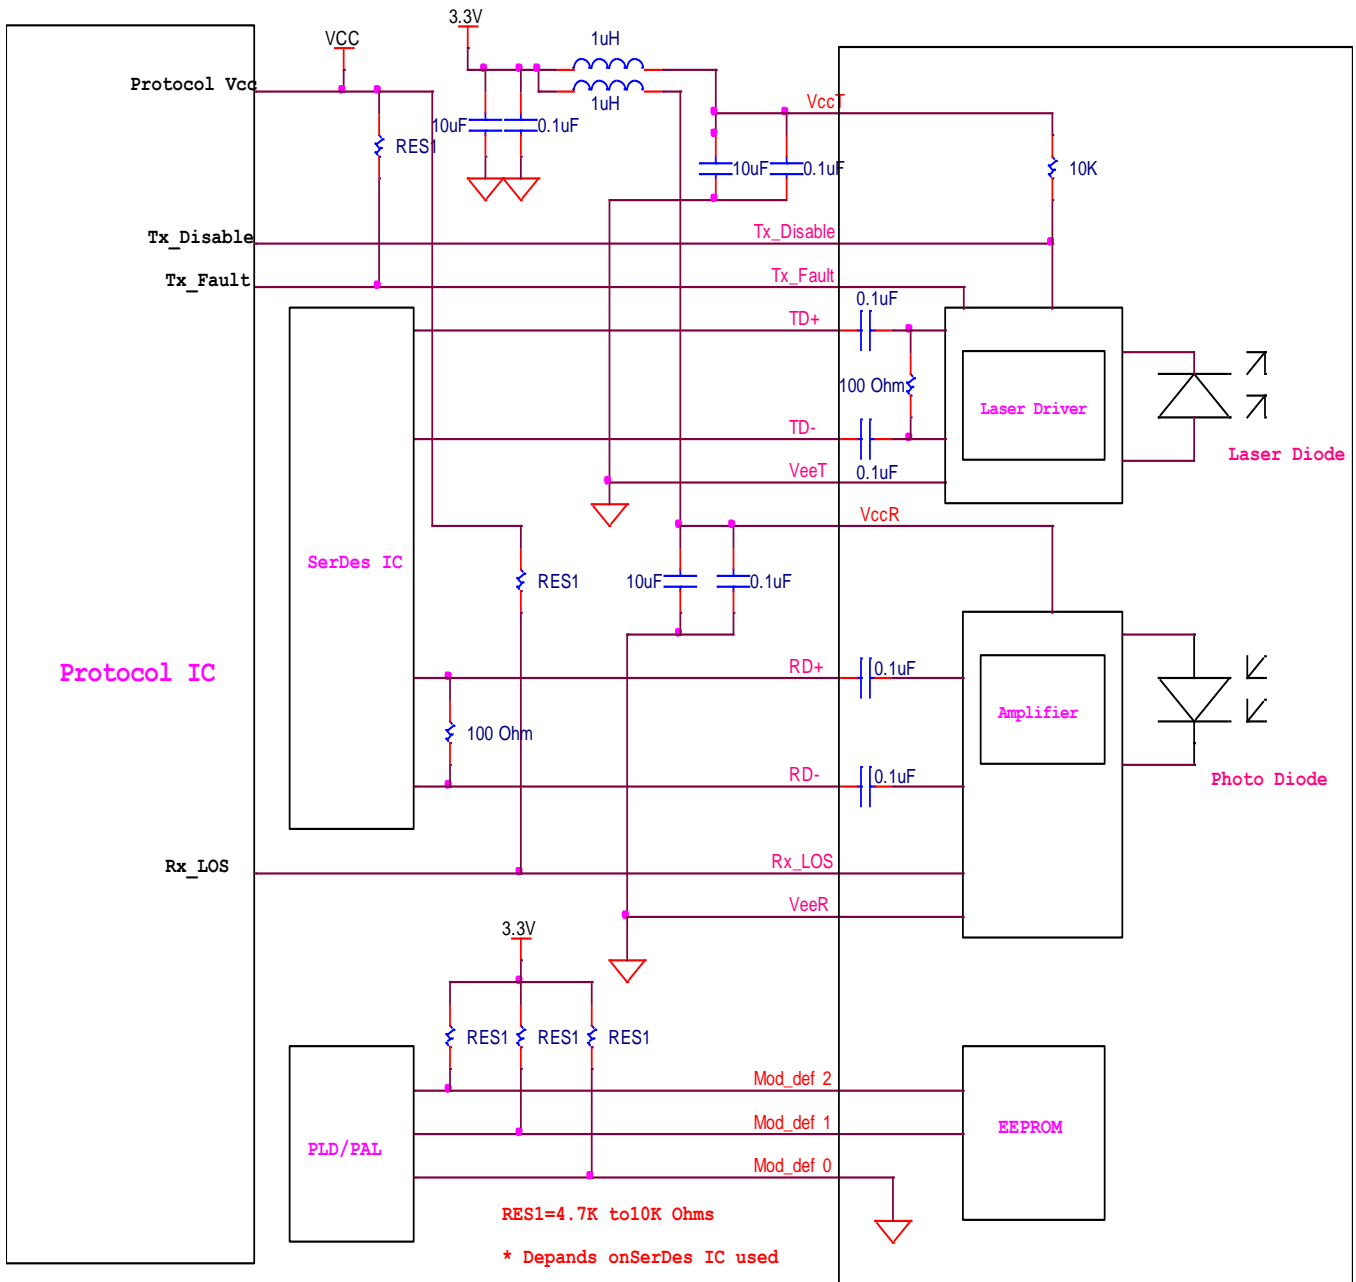 3.3V
VCC
1uH
Protocol Vcc
1uH
VccT
10uF
0.1uF
RES1
10uF
0.1uF
10K
Tx_Disable
Tx_Disable
Tx_Fault
Tx_Fault
0.1uF
TD+
100 Ohm
Laser Driver
TD-
Laser Diode
VeeT
0.1uF
VccR
SerDes IC
RES1
10uF
0.1uF
Protocol IC
RD+
0.1uF
Amplifier
100 Ohm
RD-
0.1uF
Photo Diode
Rx_LOS
Rx_LOS
VeeR
3.3V
RES1
RES1
RES1
Mod_def 2
Mod_def 1
EEPROM
PLD/PAL
Mod_def 0
RES1=4.7K to10K Ohms
* Depands onSerDes IC used